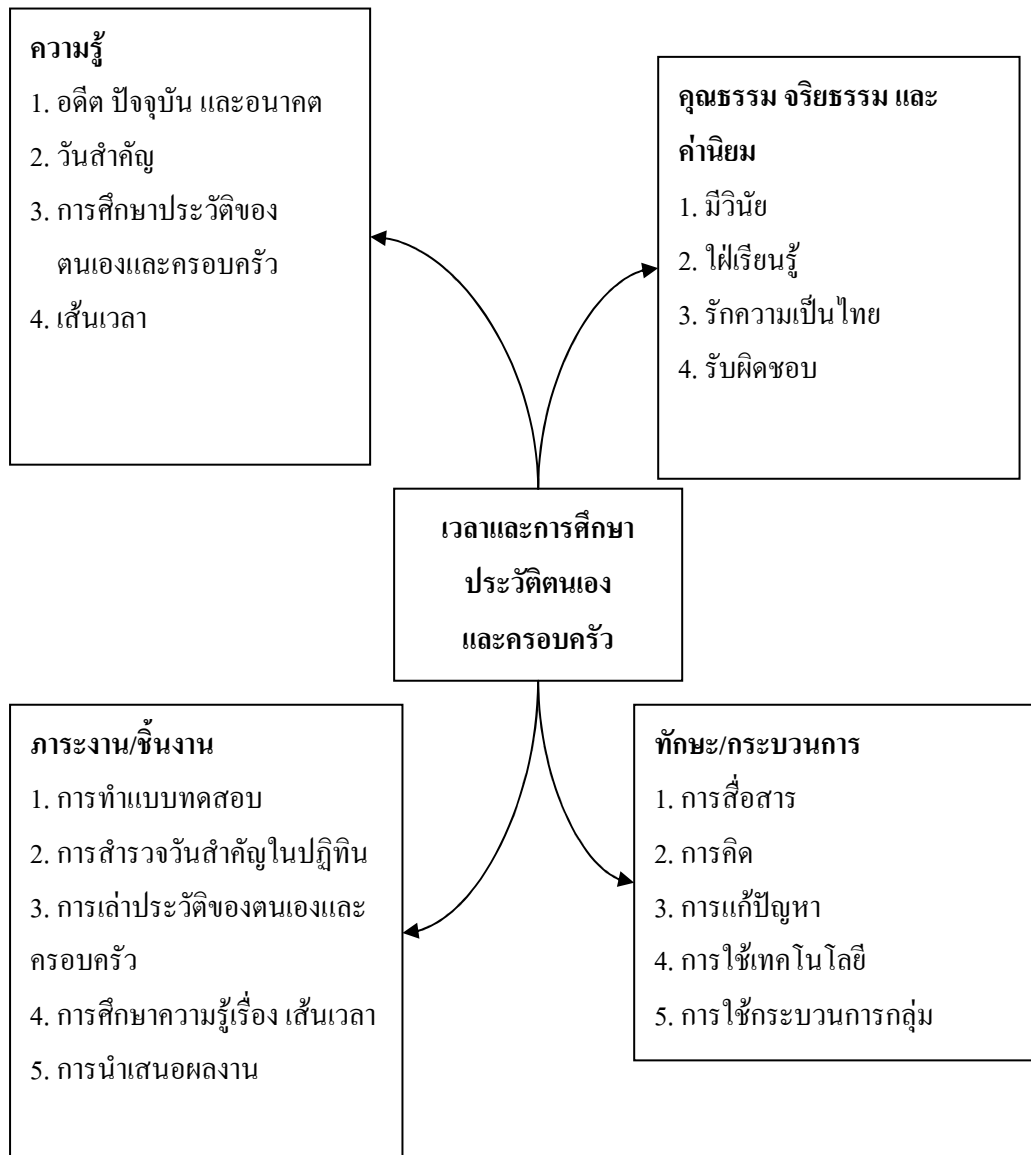 ความรู้
1. อดีต ปัจจุบัน และอนาคต
2. วันสำคัญ
3. การศึกษาประวัติของ
ตนเองและครอบครัว
4. เส้นเวลา
คุณธรรม จริยธรรม และ
ค่านิยม
1. มีวินัย
2. ใฝ่เรียนรู้
3. รักความเป็นไทย
4. รับผิดชอบ
เวลาและการศึกษา
ประวัติตนเอง
และครอบครัว
ภาระงาน/ชิ้นงาน
1. การทำแบบทดสอบ
2. การสำรวจวันสำคัญในปฏิทิน
3. การเล่าประวัติของตนเองและ
ครอบครัว
4. การศึกษาความรู้เรื่อง เส้นเวลา
5. การนำเสนอผลงาน
ทักษะ/กระบวนการ
1. การสื่อสาร
2. การคิด
3. การแก้ปัญหา
4. การใช้เทคโนโลยี
5. การใช้กระบวนการกลุ่ม